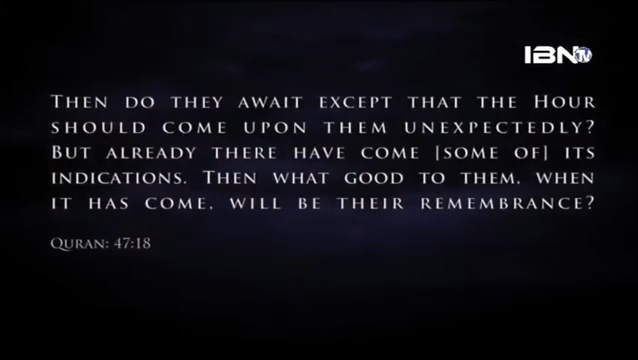 IBN TV
THEN DO THEY AWAIT EXCEPT THAT THE HOUR
SHOULD COME UPON THEM UNEXPECTEDLY?
BUT ALREADY THERE HAVE COME [SOME OF] ITS
INDICATIONS. THEN WHAT GOOD TO THEM, WHEN
IT HAS COME, WILL BE THEIR REMEMBRANCE?
QURAN: 47:18